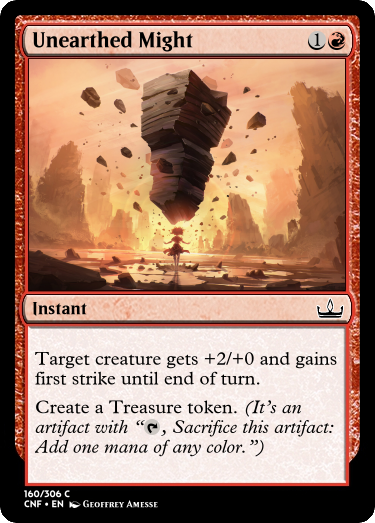 Unearthed Might 1
Instant
Target creature gets +2/+0 and gains
first strike until end of turn.
Create a Treasure token. (It's an
artifact with “, Sacrifice this artifact:
Add one mana of any color.”)
160/306 C
CNF • EN Geoffrey Amesse